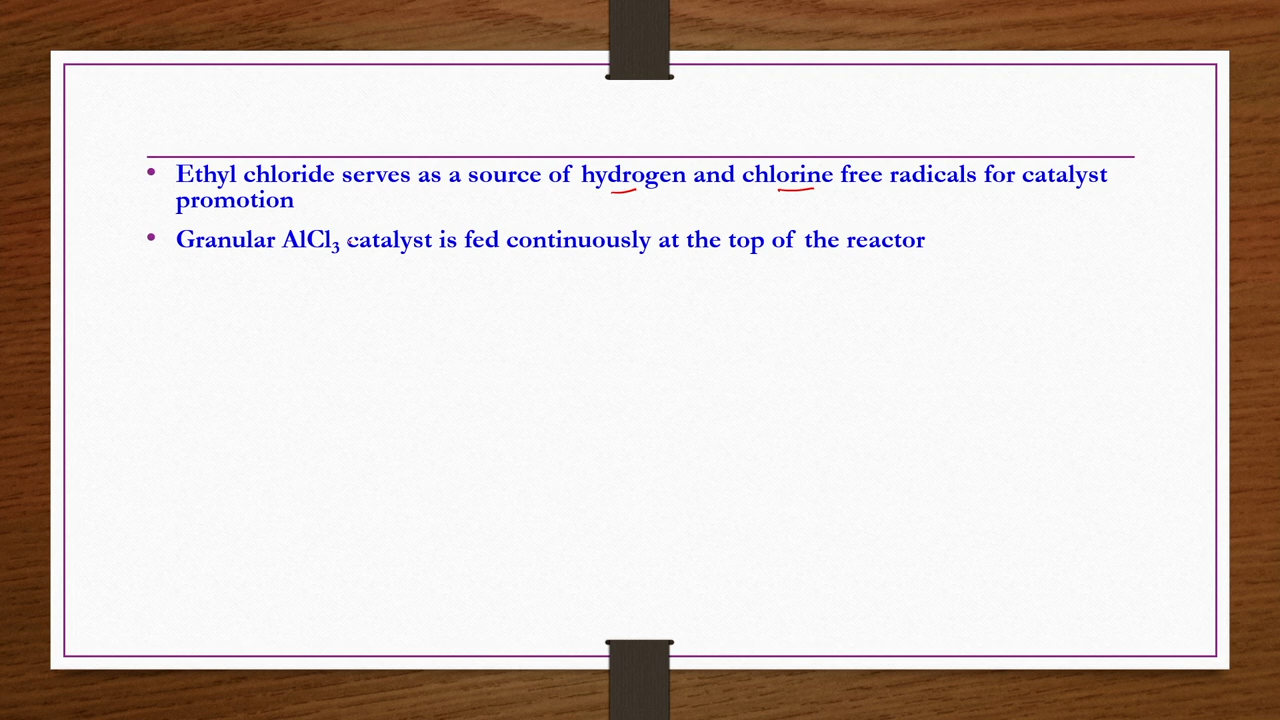 • Ethyl chloride serves as a source of hydrogen and chlorine free radicals for catalyst
promotion
• Granular AlCl₃ catalyst is fed continuously at the top of the reactor